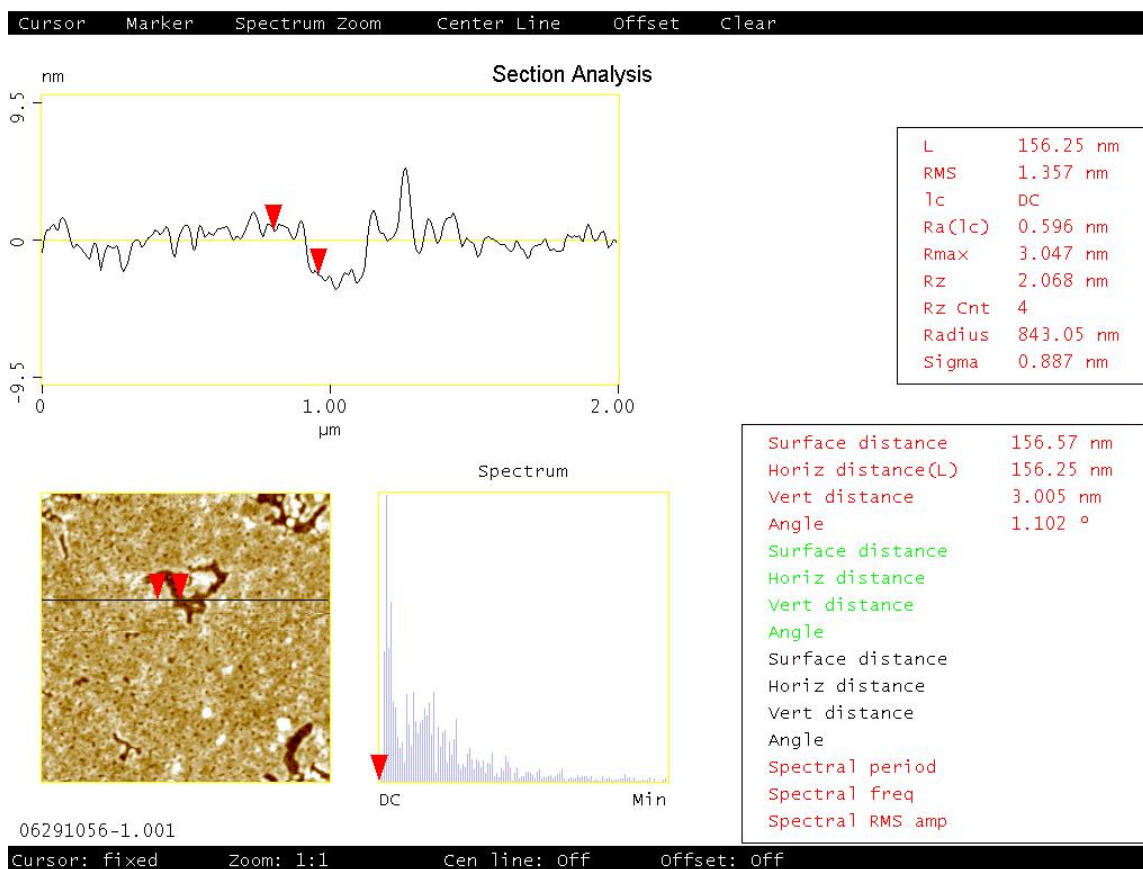 Cursor Marker Spectrum Zoom Center Line Offset Clear
Section Analysis
nm
9.5
0
-9.5
0 1.00 2.00
µm
L 156.25 nm
RMS 1.357 nm
lc DC
Ra(lc) 0.596 nm
Rmax 3.047 nm
Rz 2.068 nm
Rz Cnt 4
Radius 843.05 nm
Sigma 0.887 nm
Spectrum
DC Min
Surface distance 156.57 nm
Horiz distance(L) 156.25 nm
Vert distance 3.005 nm
Angle 1.102 º
Surface distance
Horiz distance
Vert distance
Angle
Surface distance
Horiz distance
Vert distance
Angle
Spectral period
Spectral freq
Spectral RMS amp
06291056-1.001
Cursor: fixed Zoom: 1:1 Cen line: Off Offset: Off